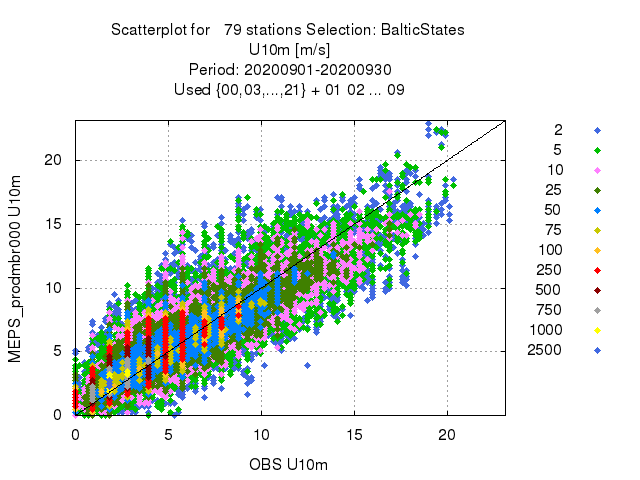 Scatterplot for   79 stations Selection: BalticStates
U10m [m/s]
Period: 20200901-20200930
Used {00,03,...,21} + 01 02 ... 09
MEPS_prodmbr000 U10m
20
15
10
5
0
0 5 10 15 20
OBS U10m
2
5
10
25
50
75
100
250
500
750
1000
2500